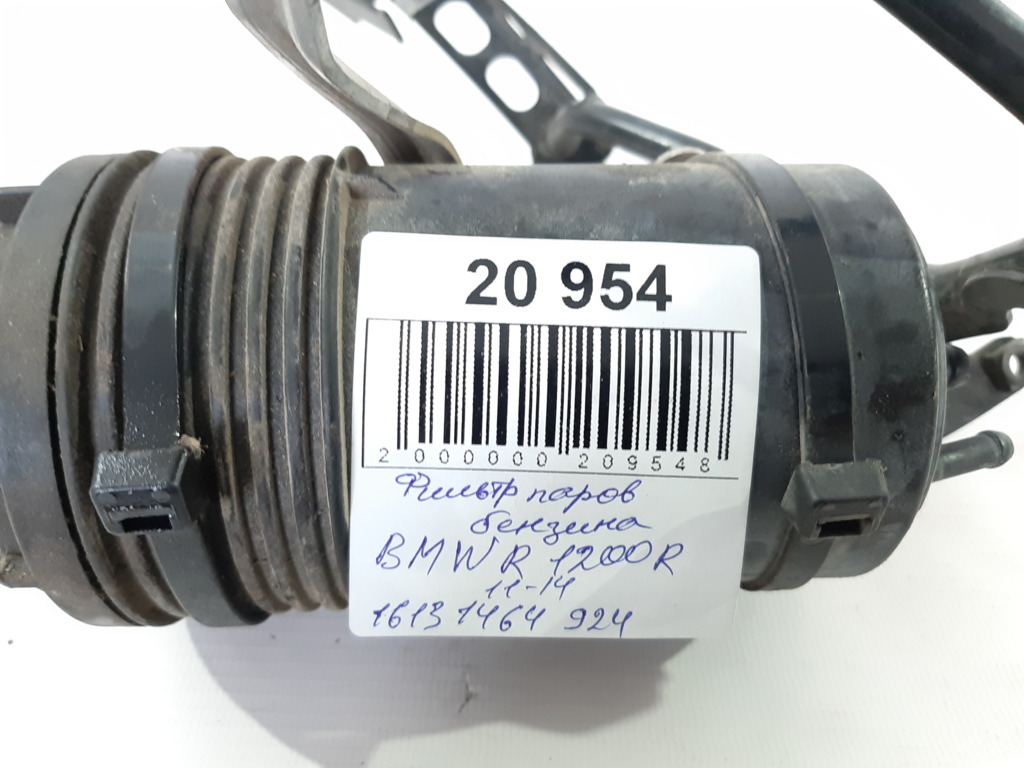 20 954
2 000000 209548
Фильтр паров
бензина
BMW R 1200R
11-14
1613 1464 924